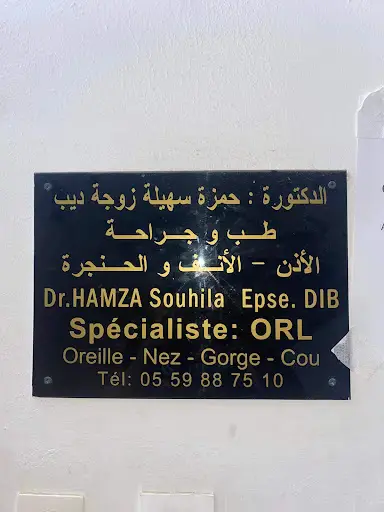 الدكتورة : حمزة سهيلة زوجة ديب
طب و جراحة
الأذن - الأنف و الحنجرة
Dr.HAMZA Souhila Epse. DIB
Spécialiste: ORL
Oreille - Nez - Gorge - Cou
Tél: 05 59 88 75 10